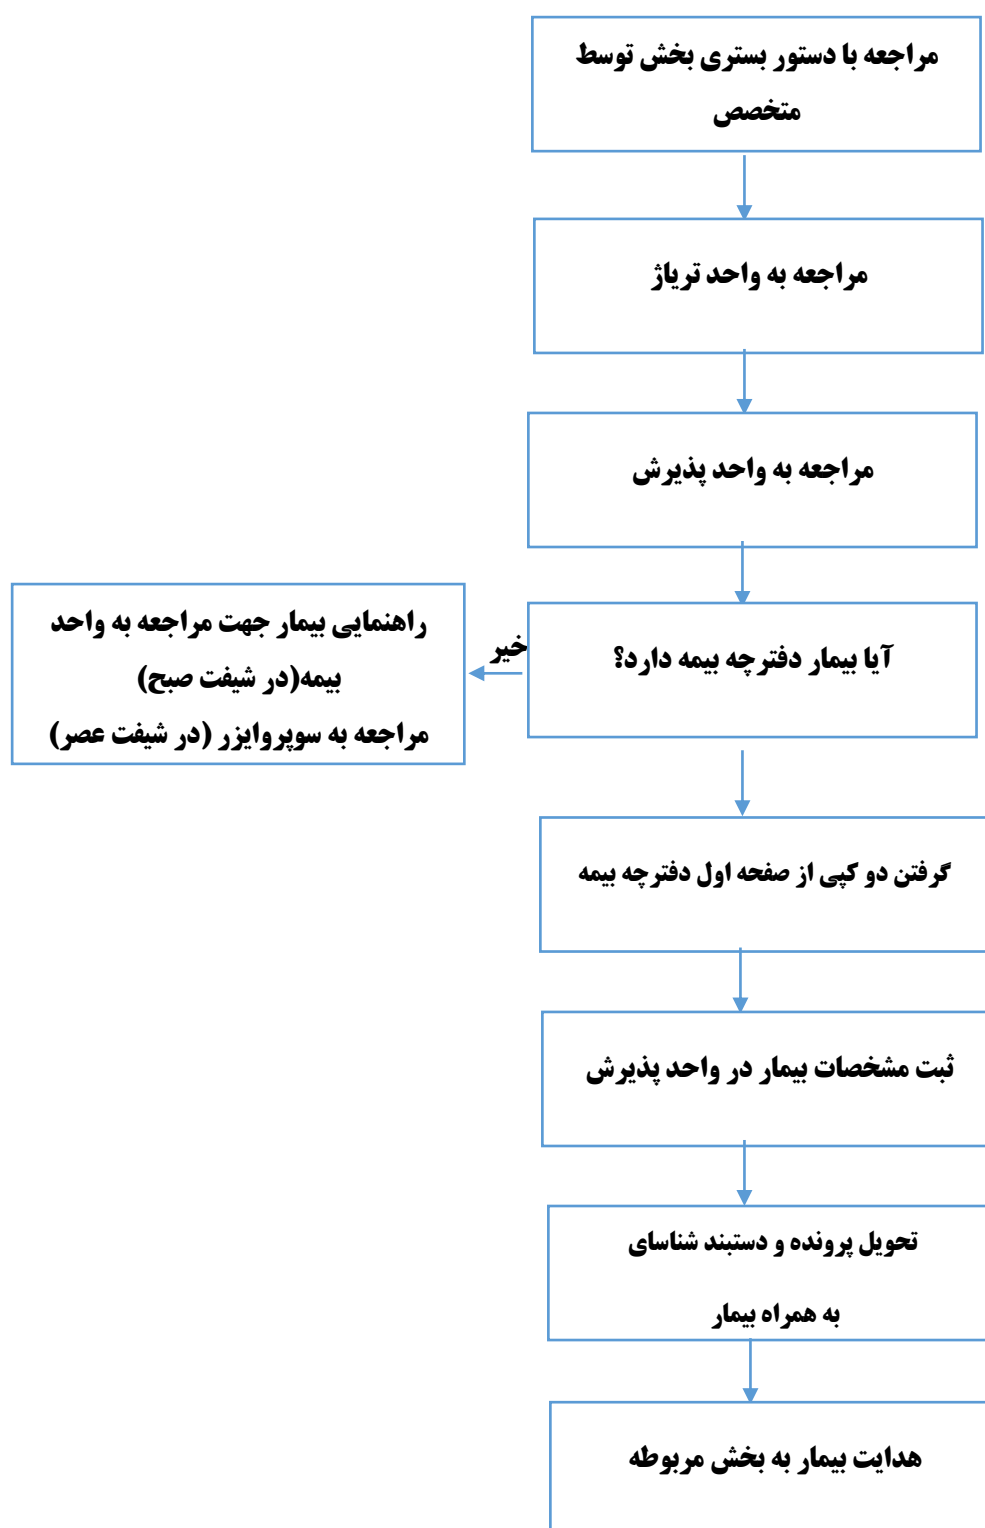 مراجعه با دستور بستری بخش توسط
متخصص
مراجعه به واحد تریاژ
مراجعه به واحد پذیرش
آیا بیمار دفترچه بیمه دارد؟
خیر
راهنمایی بیمار جهت مراجعه به واحد
بیمه(در شیفت صبح)
مراجعه به سوپروایزر (در شیفت عصر)
گرفتن دو کپی از صفحه اول دفترچه بیمه
ثبت مشخصات بیمار در واحد پذیرش
تحویل پرونده و دستبند شناسای
به همراه بیمار
هدایت بیمار به بخش مربوطه